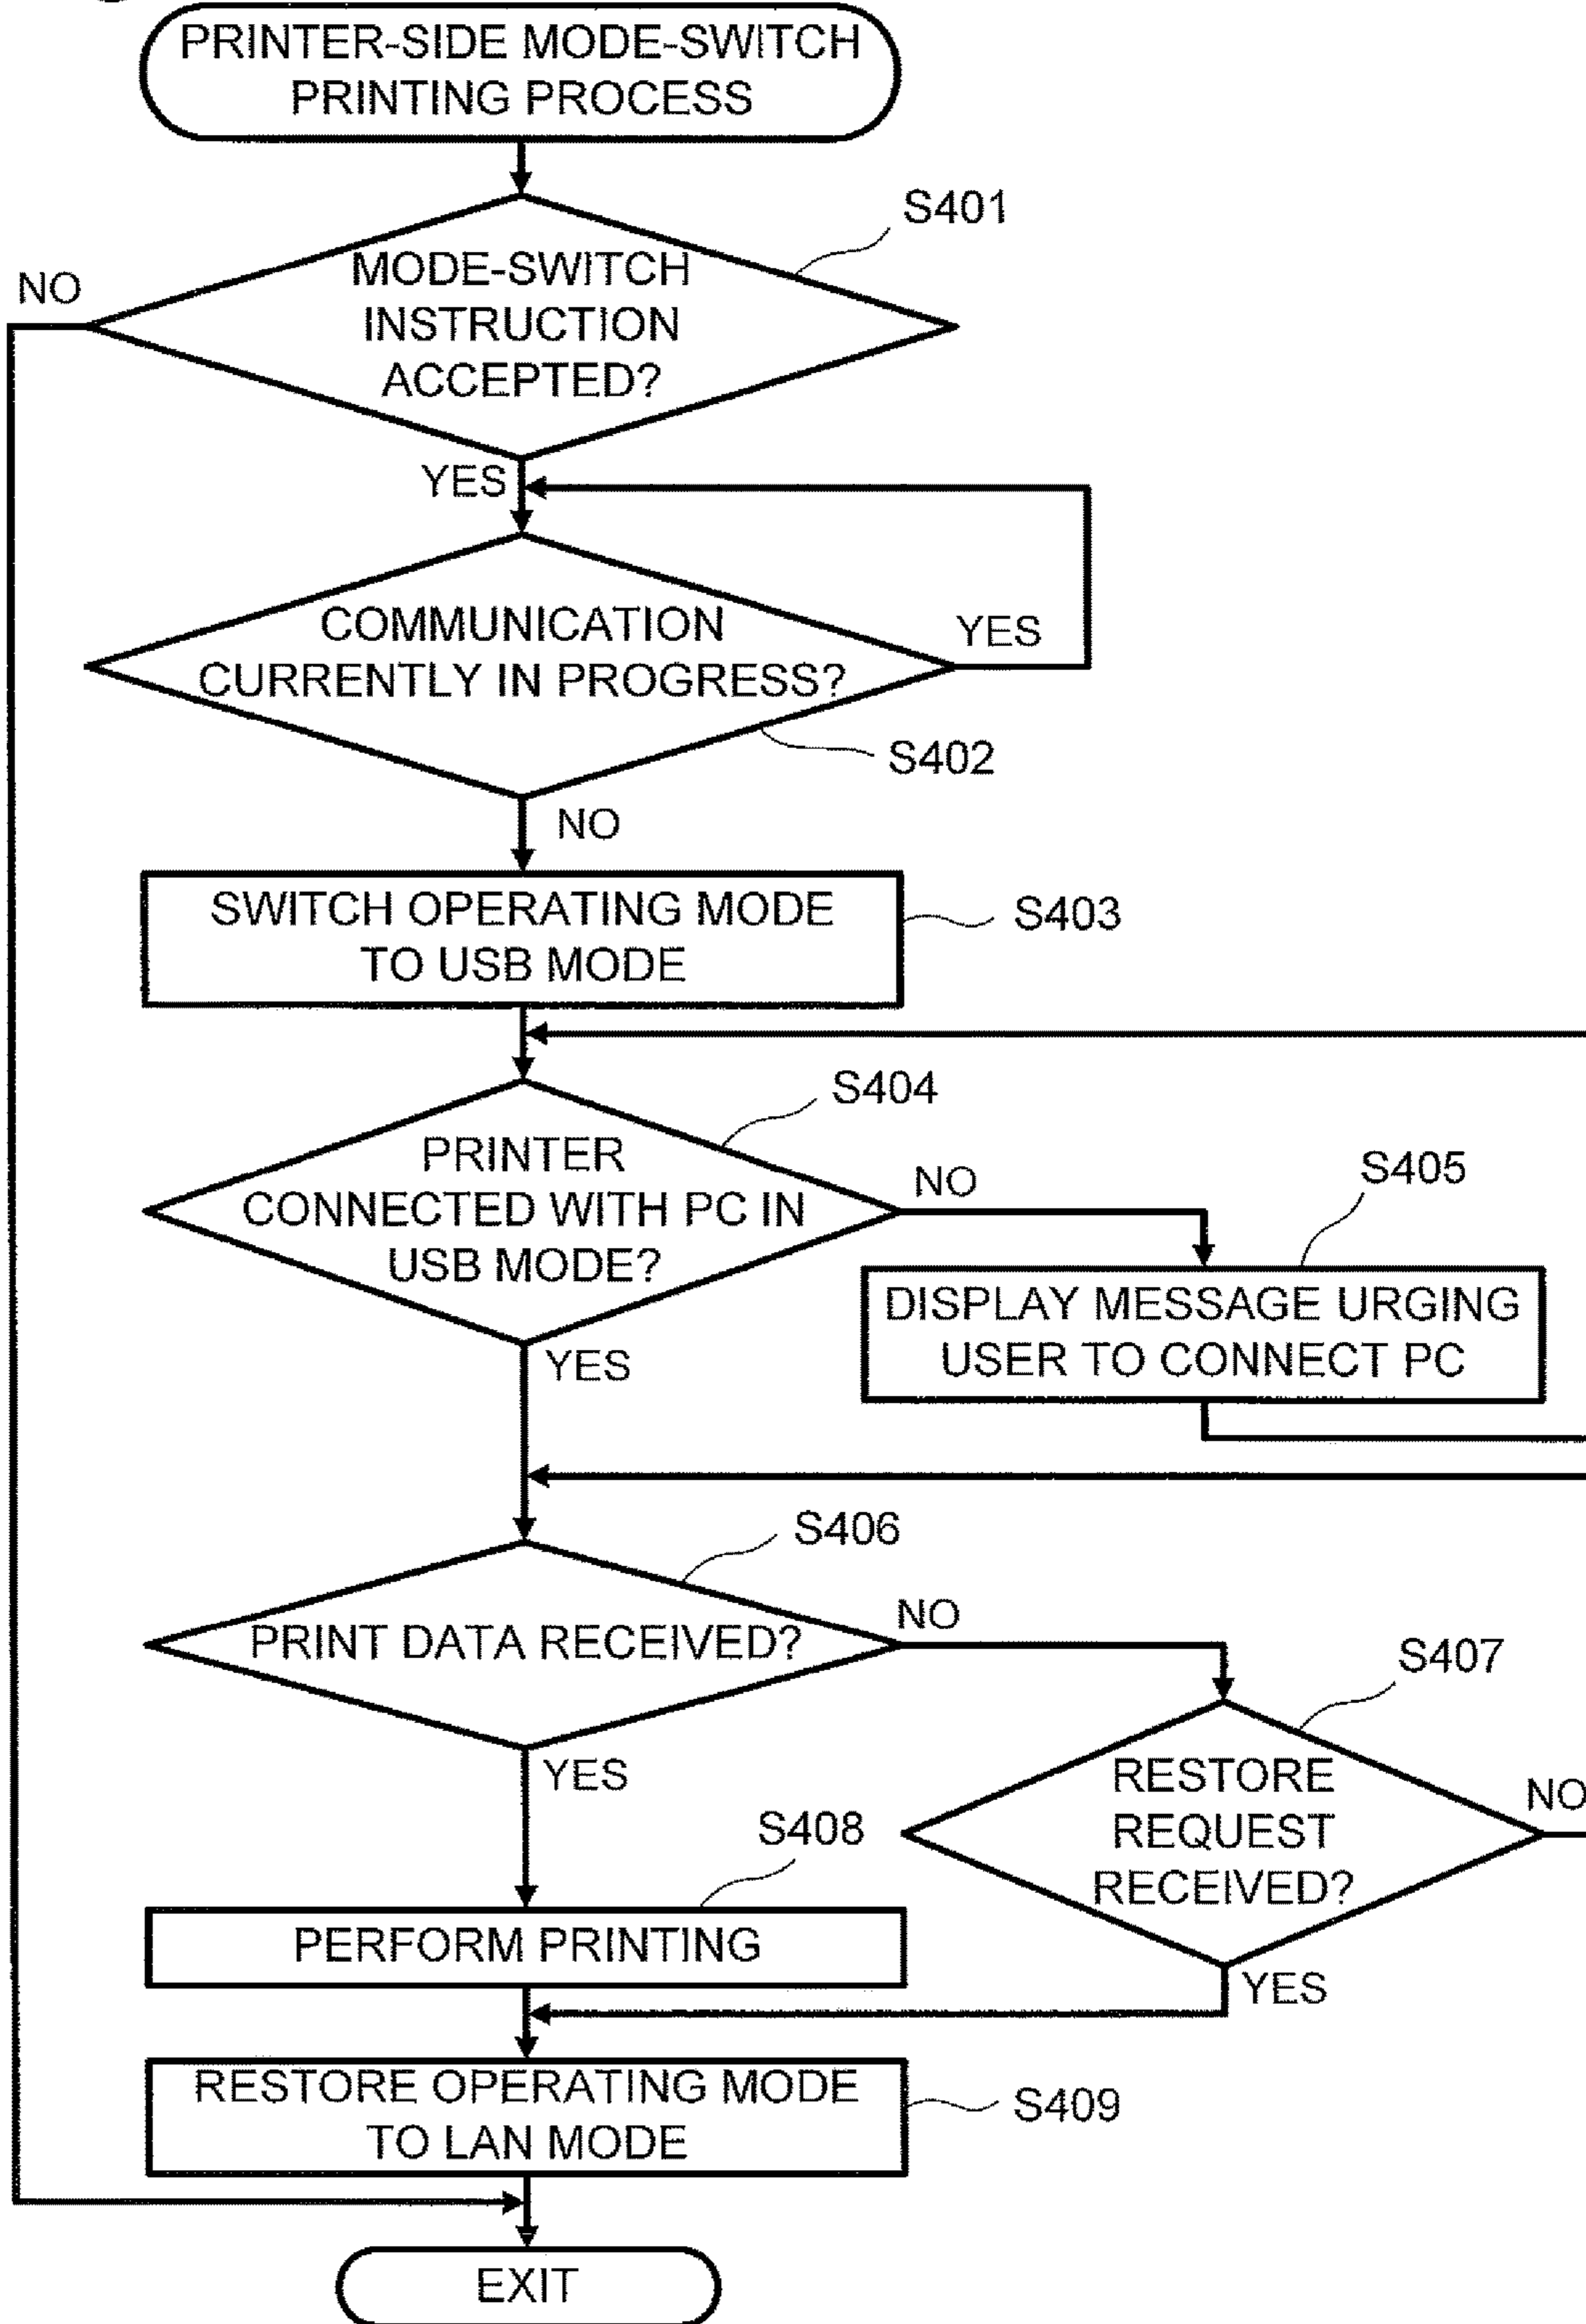 PRINTER-SIDE MODE-SWITCH
PRINTING PROCESS
S401
MODE-SWITCH
INSTRUCTION
ACCEPTED?
NO
YES
COMMUNICATION
CURRENTLY IN PROGRESS?
YES
S402
NO
SWITCH OPERATING MODE
TO USB MODE
S403
S404
PRINTER
CONNECTED WITH PC IN
USB MODE?
NO
S405
DISPLAY MESSAGE URGING
USER TO CONNECT PC
YES
S406
PRINT DATA RECEIVED?
NO
S407
RESTORE
REQUEST
RECEIVED?
NO
YES
S408
PERFORM PRINTING
YES
RESTORE OPERATING MODE
TO LAN MODE
S409
EXIT